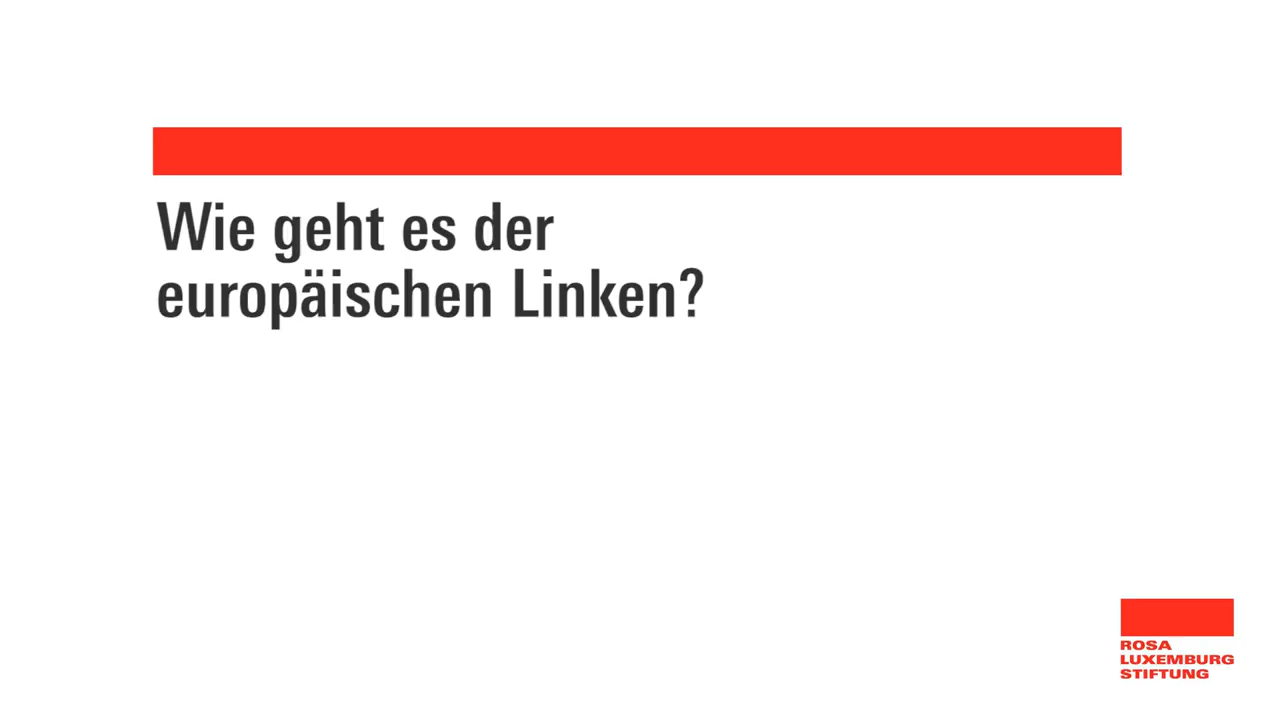 Wie geht es der
europäischen Linken?
ROSA
LUXEMBURG
STIFTUNG